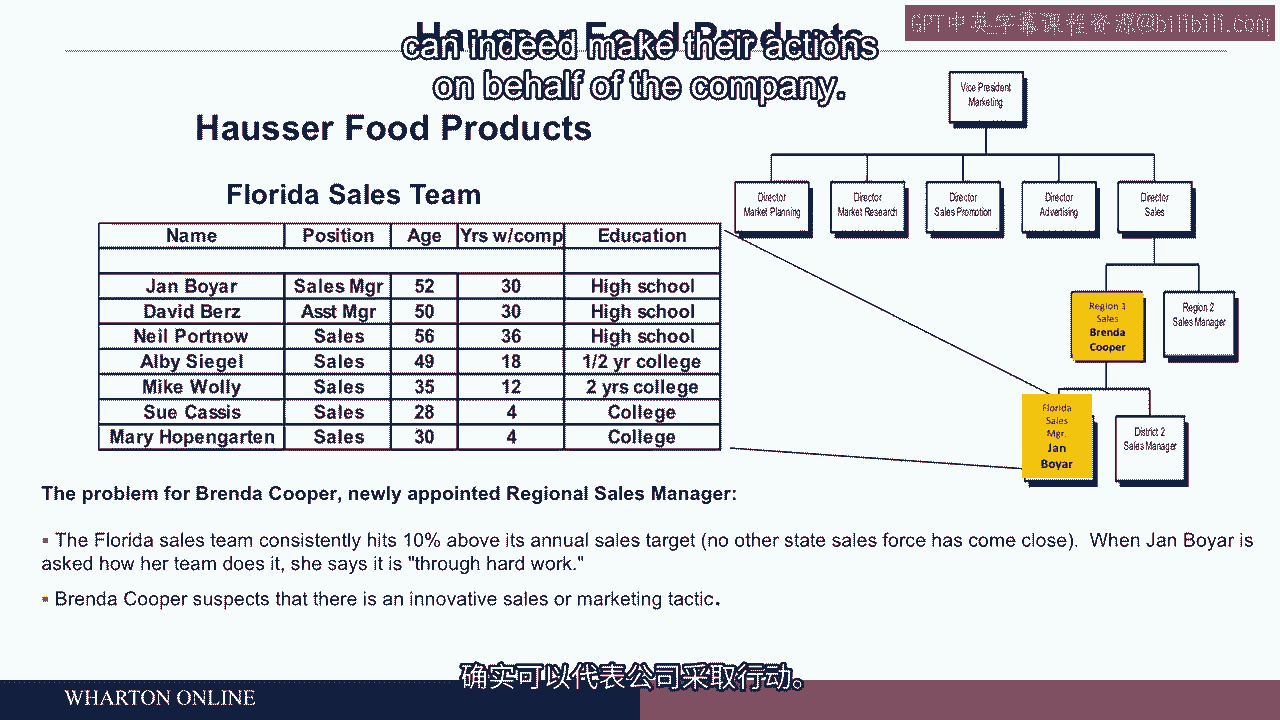 GPT中英字幕课程资源@bilibili.com
Hausser Food Products
can indeed make their actions
on behalf of the company.
Hausser Food Products
Florida Sales Team
Name Position Age Yrs w/comp Education
Jan Boyar Sales Mgr 52 30 High school
David Berz Asst Mgr 50 30 High school
Neil Portnow Sales 56 36 High school
Alby Siegel Sales 49 18 1/2 yr college
Mike Wolly Sales 35 12 2 yrs college
Sue Cassis Sales 28 4 College
Mary Hopengarten Sales 30 4 College
Vice President
Marketing
Director
Market Planning
Director
Market Research
Director
Sales Promotion
Director
Advertising
Director
Sales
Region 1
Sales
Brenda
Cooper
Region 2
Sales Manager
Florida
Sales
Mgr.
Jan
Boyar
District 2
Sales Manager
The problem for Brenda Cooper, newly appointed Regional Sales Manager:
▪ The Florida sales team consistently hits 10% above its annual sales target (no other state sales force has come close). When Jan Boyar is
asked how her team does it, she says it is "through hard work."
▪ Brenda Cooper suspects that there is an innovative sales or marketing tactic.
确实可以代表公司采取行动。
WHARTON ONLINE